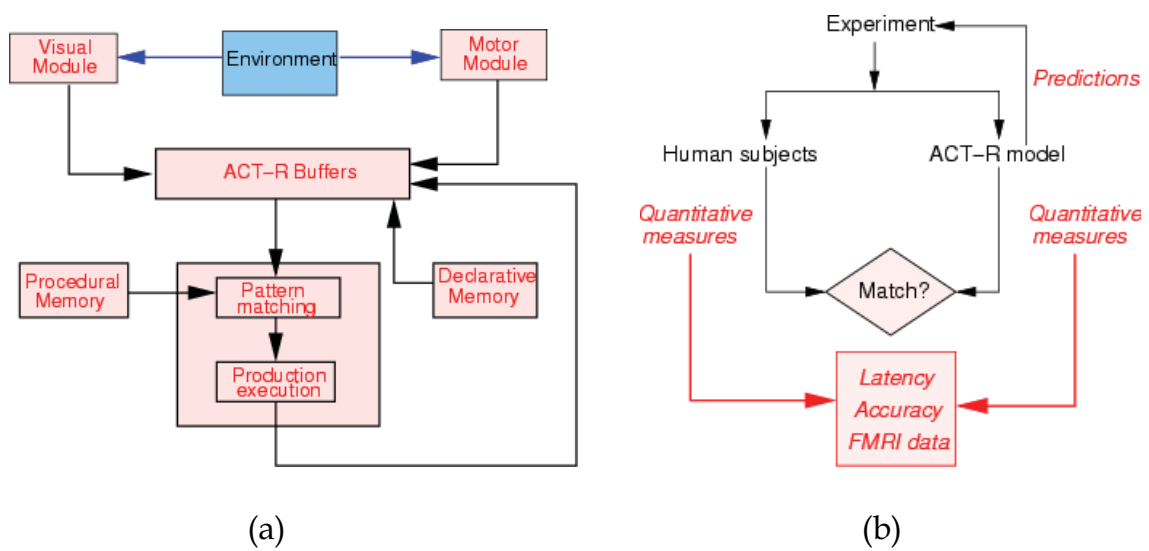 Visual
Module
Environment
Motor
Module
ACT–R Buffers
Procedural
Memory
Pattern
matching
Declarative
Memory
Production
execution
(a)
Experiment
Predictions
Human subjects
ACT–R model
Quantitative
measures
Quantitative
measures
Match?
Latency
Accuracy
FMRI data
(b)